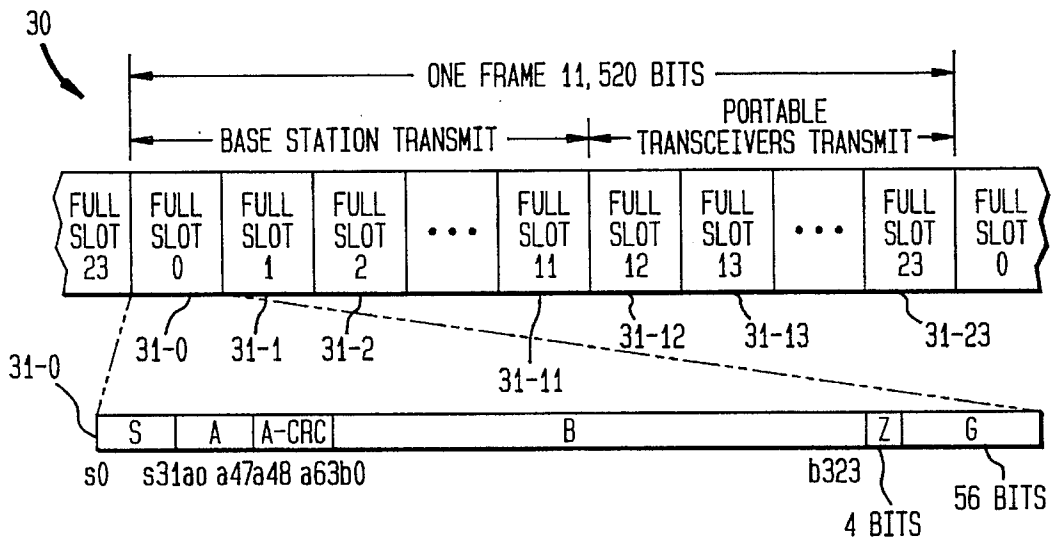 30
ONE FRAME 11,520 BITS
BASE STATION TRANSMIT
PORTABLE
TRANSCEIVERS TRANSMIT
FULL SLOT 23
FULL SLOT 0
FULL SLOT 1
FULL SLOT 2
•••
FULL SLOT 11
FULL SLOT 12
FULL SLOT 13
•••
FULL SLOT 23
FULL SLOT 0
31-0
31-1
31-2
31-11
31-12
31-13
31-23
31-0
S
A
A-CRC
B
Z
G
s0
s31a0
a47a48
a63b0
b323
4 BITS
56 BITS